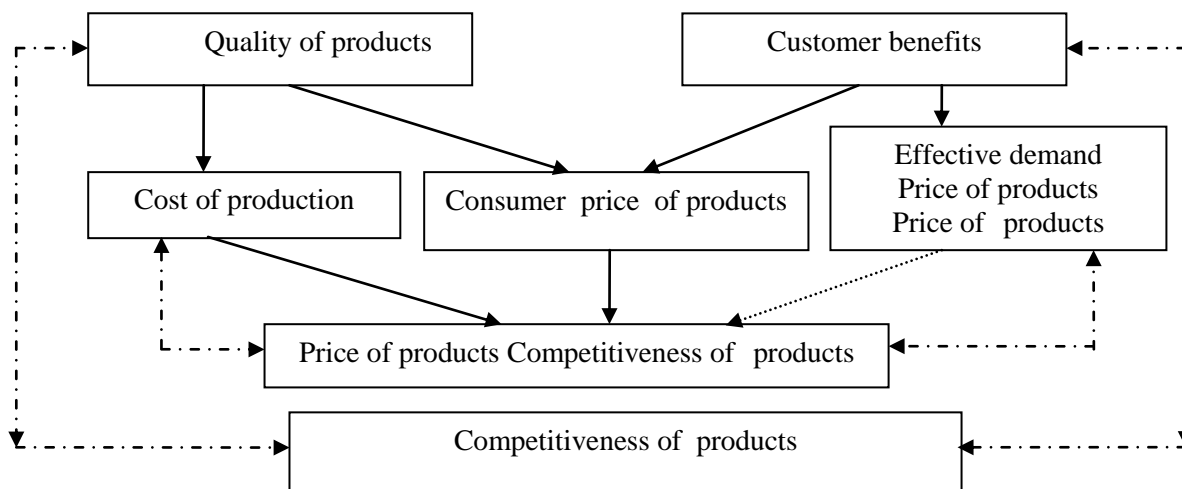 Quality of products
Customer benefits
Cost of production
Consumer price of products
Effective demand
Price of products
Price of products
Price of products Competitiveness of products
Competitiveness of products